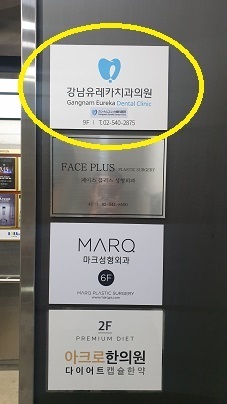 강남유레카치과의원
Gangnam Eureka Dental Clinic
9F T.02-540-2875
FACE PLUS PLASTIC SURGERY
페이스 플러스 성형외과
MARQ
마크성형외과
6F
MARQ PLASTIC SURGERY
2F
PREMIUM DIET
아크로한의원
다이어트 캡슐한약